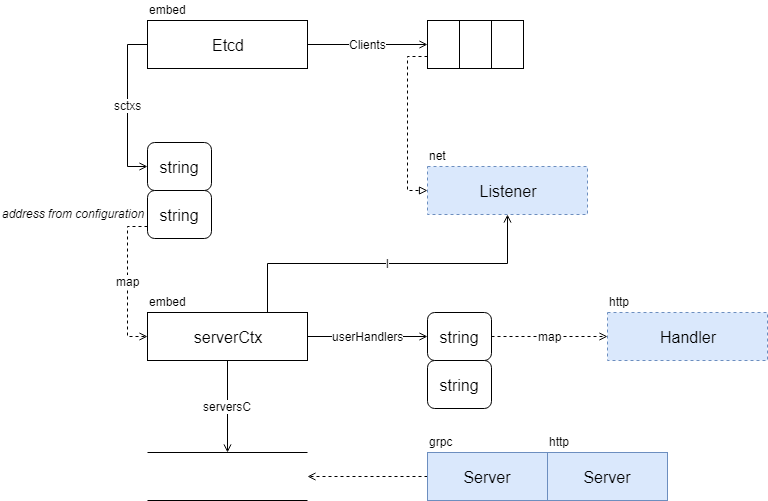 embed
Etcd
Clients
sctxs
string
net
Listener
string
address from configuration
map
l
embed
http
serverCtx
userHandlers
string
map
Handler
string
serversC
grpc
http
Server
Server